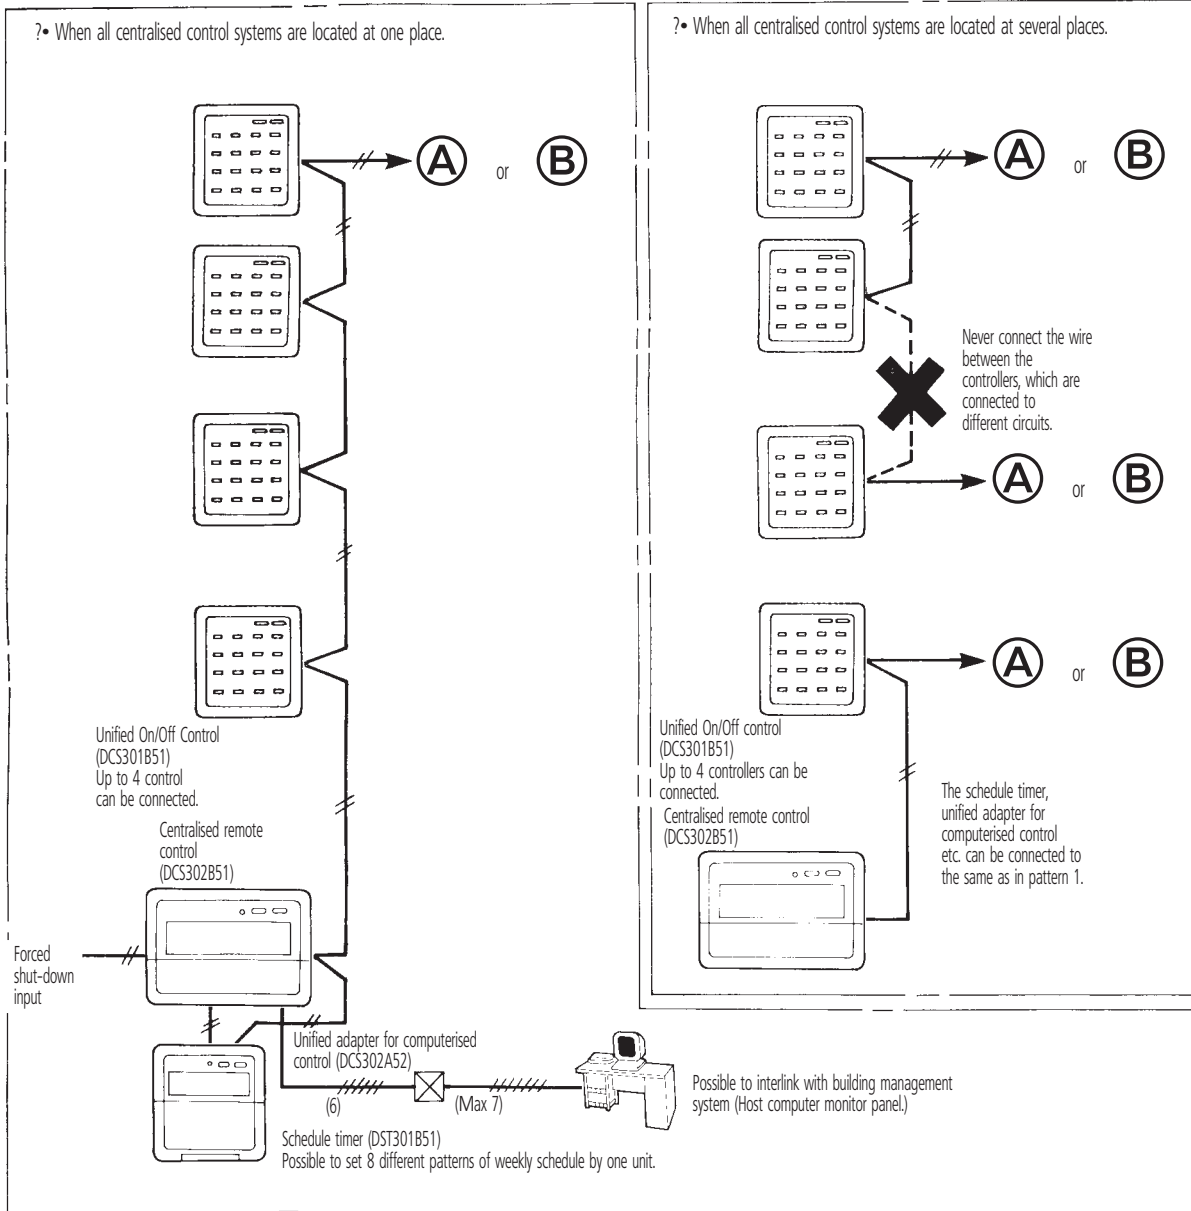 ?• When all centralised control systems are located at one place.
A or B
Unified On/Off Control
(DCS301B51)
Up to 4 control
can be connected.
Centralised remote
control
(DCS302B51)
Forced
shut-down
input
Unified adapter for computerised
control (DCS302A52)
(6)
(Max 7)
Possible to interlink with building management
system (Host computer monitor panel.)
Schedule timer (DST301B51)
Possible to set 8 different patterns of weekly schedule by one unit.
?• When all centralised control systems are located at several places.
A or B
Never connect the wire
between the
controllers, which are
connected to
different circuits.
A or B
A or B
Unified On/Off control
(DCS301B51)
Up to 4 controllers can be
connected.
Centralised remote control
(DCS302B51)
The schedule timer,
unified adapter for
computerised control
etc. can be connected to
the same as in pattern 1.